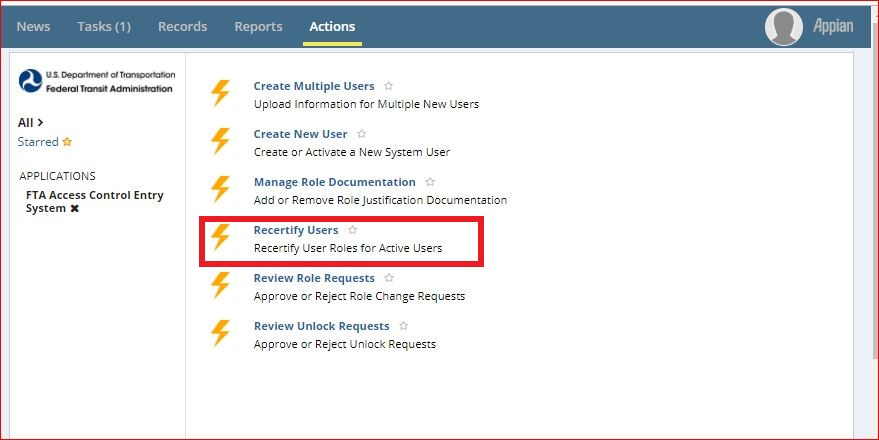 News Tasks (1) Records Reports Actions Appian
U.S. Department of Transportation
Federal Transit Administration
All
Starred
APPLICATIONS
FTA Access Control Entry
System
Create Multiple Users
Upload Information for Multiple New Users
Create New User
Create or Activate a New System User
Manage Role Documentation
Add or Remove Role Justification Documentation
Recertify Users
Recertify User Roles for Active Users
Review Role Requests
Approve or Reject Role Change Requests
Review Unlock Requests
Approve or Reject Unlock Requests